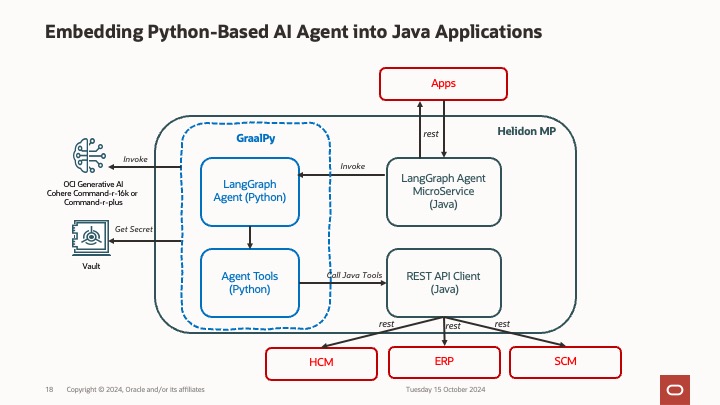 Embedding Python-Based AI Agent into Java Applications
Apps
rest
Helidon MP
GraalPy
Invoke
OCI Generative AI
Cohere Command-r-16k or
Command-r-plus
LangGraph
Agent (Python)
Invoke
LangGraph Agent
MicroService
(Java)
Get Secret
Vault
Agent Tools
(Python)
Call Java Tools
REST API Client
(Java)
rest
rest
rest
HCM
ERP
SCM
18
Copyright © 2024, Oracle and/or its affiliates
Tuesday 15 October 2024